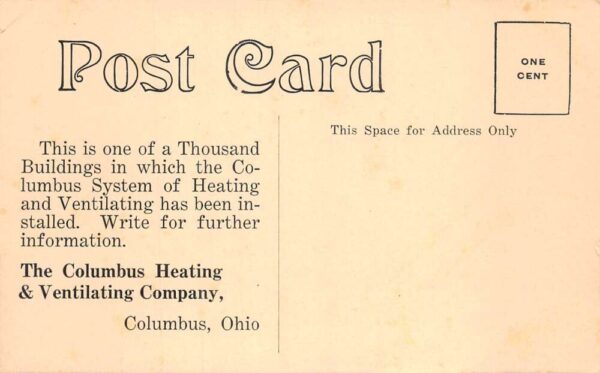 Post Card
ONE
CENT
This Space for Address Only
This is one of a Thousand
Buildings in which the Co-
lumbus System of Heating
and Ventilating has been in-
stalled. Write for further
information.
The Columbus Heating
& Ventilating Company,
Columbus, Ohio